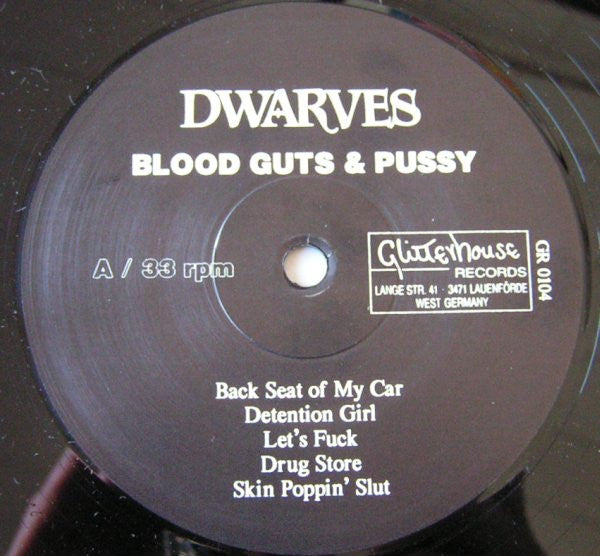 DWARVES
BLOOD GUTS & PUSSY
A / 33 rpm
Glitterhouse
RECORDS
LANGE STR. 41 · 3471 LAUENFÖRDE
WEST GERMANY
GR 0104
Back Seat of My Car
Detention Girl
Let's Fuck
Drug Store
Skin Poppin' Slut